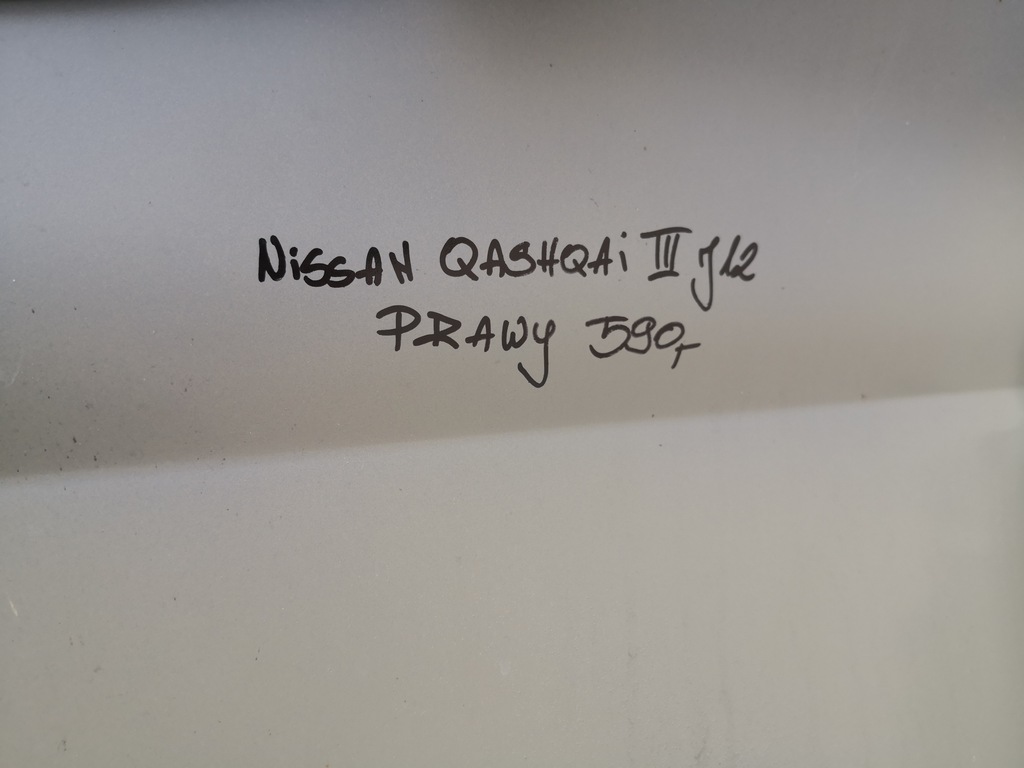 NiSSAN QASHQAi III J12
PRAWY 590,-